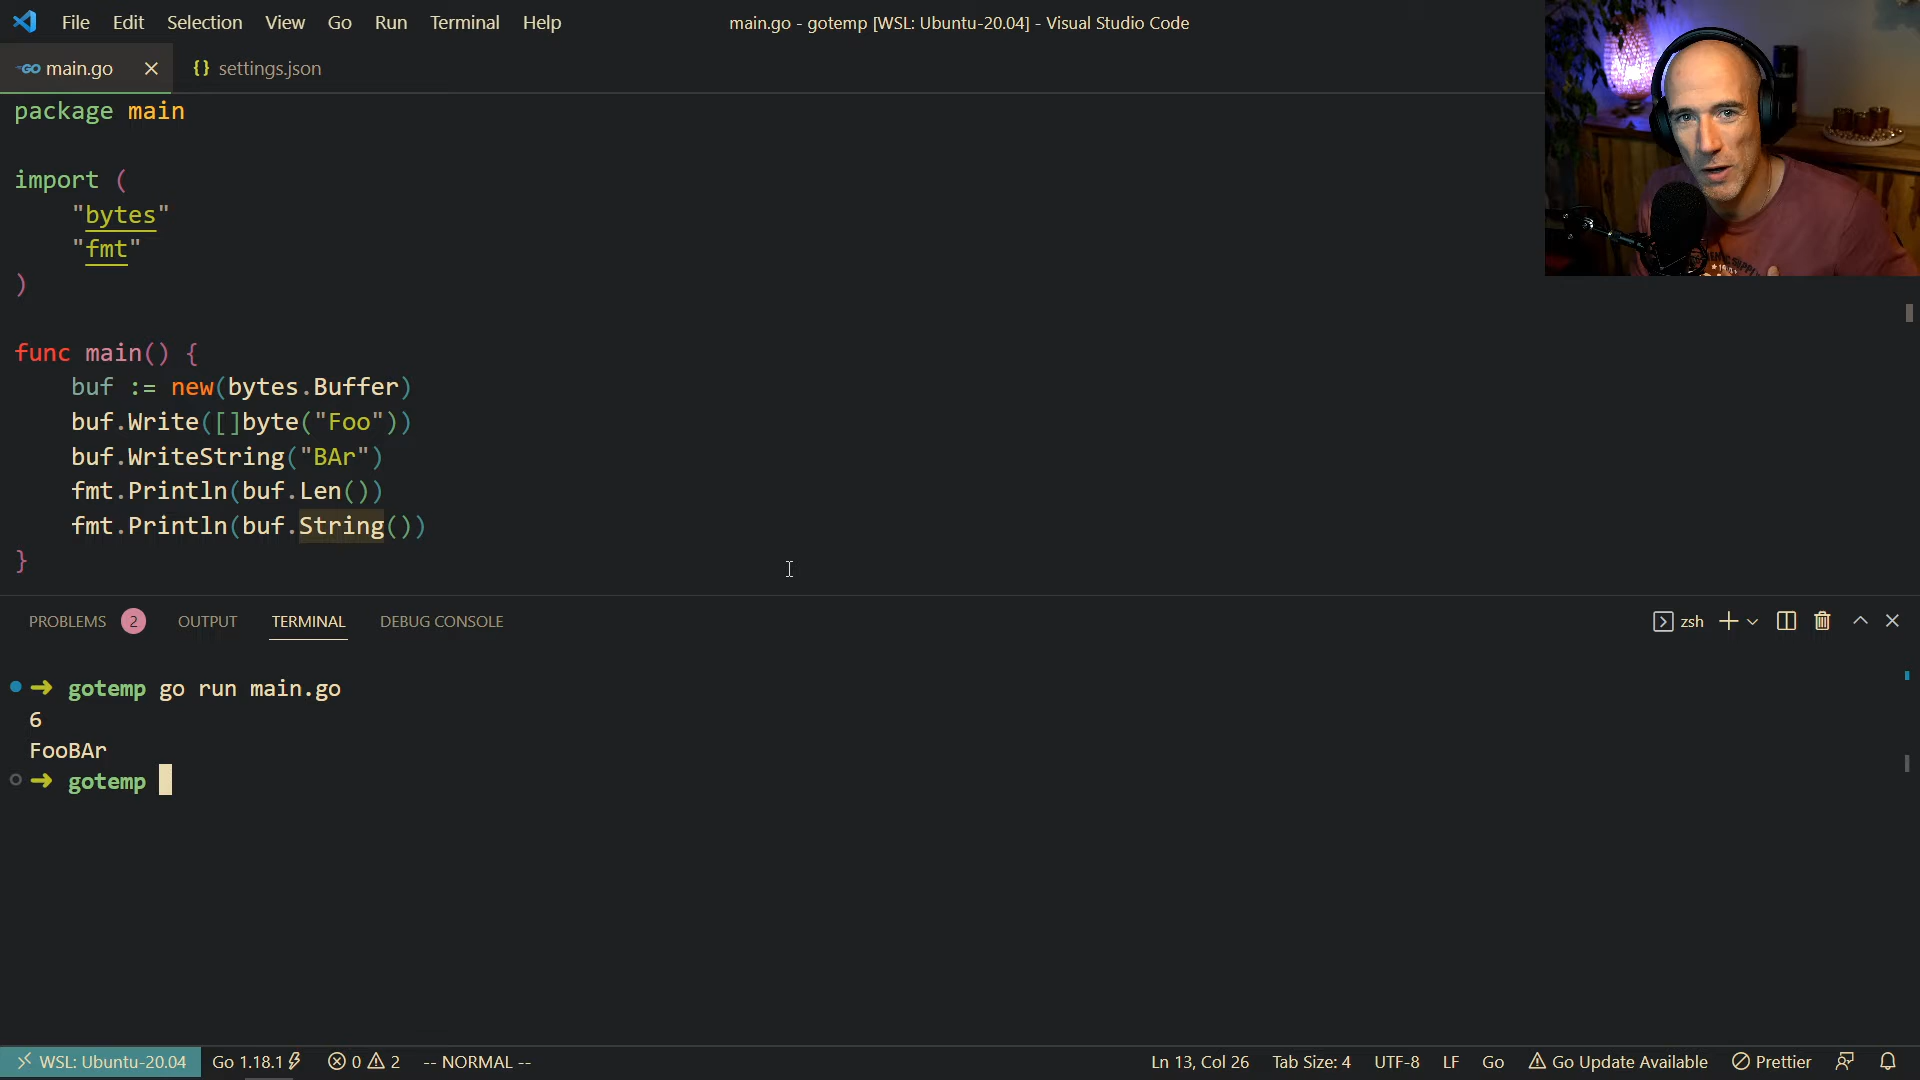 File Edit Selection View Go Run Terminal Help
main.go - gotemp [WSL: Ubuntu-20.04] - Visual Studio Code
GO main.go
{} settings.json
package main
import (
"bytes"
"fmt"
)
func main() {
buf := new(bytes.Buffer)
buf.Write([]byte("Foo"))
buf.WriteString("BAr")
fmt.Println(buf.Len())
fmt.Println(buf.String())
}
PROBLEMS 2 OUTPUT TERMINAL DEBUG CONSOLE
zsh
➜ gotemp go run main.go
6
FooBAr
➜ gotemp
WSL: Ubuntu-20.04 Go 1.18.1 0 2 -- NORMAL --
Ln 13, Col 26 Tab Size: 4 UTF-8 LF Go Go Update Available Prettier